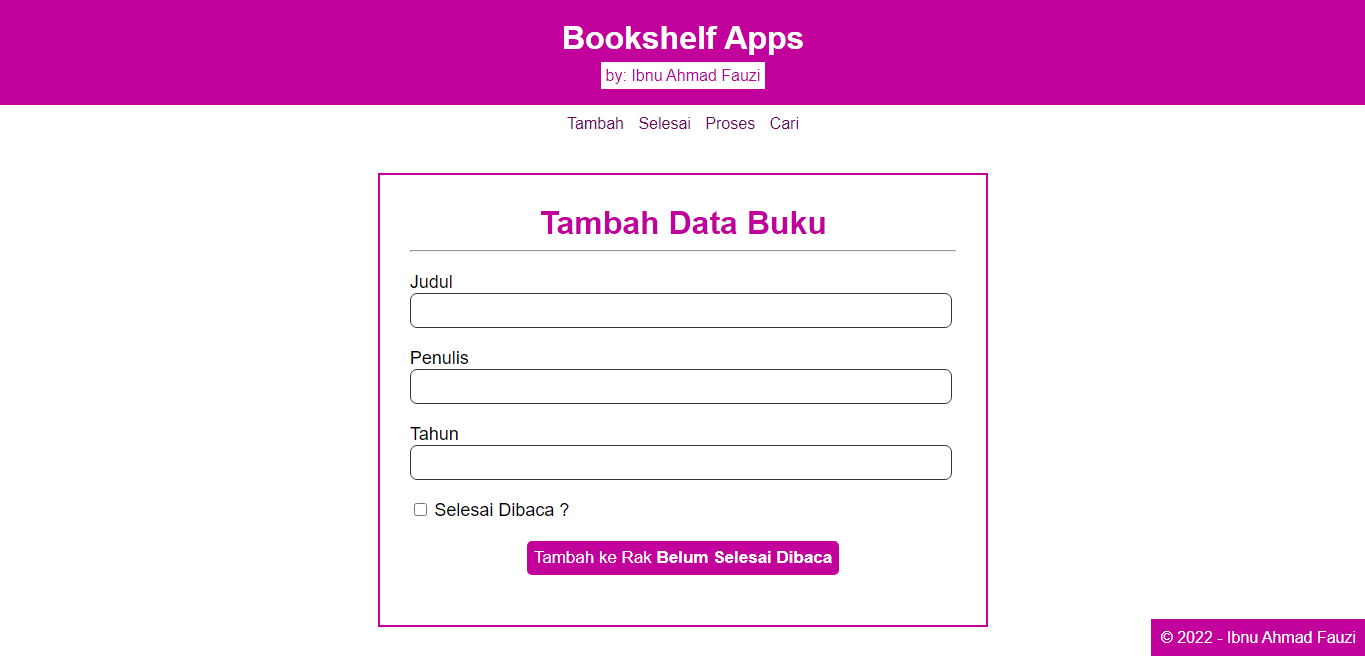 Bookshelf Apps
by: Ibnu Ahmad Fauzi
Tambah Selesai Proses Cari
Tambah Data Buku
Judul
Penulis
Tahun
Selesai Dibaca ?
Tambah ke Rak Belum Selesai Dibaca
© 2022 - Ibnu Ahmad Fauzi